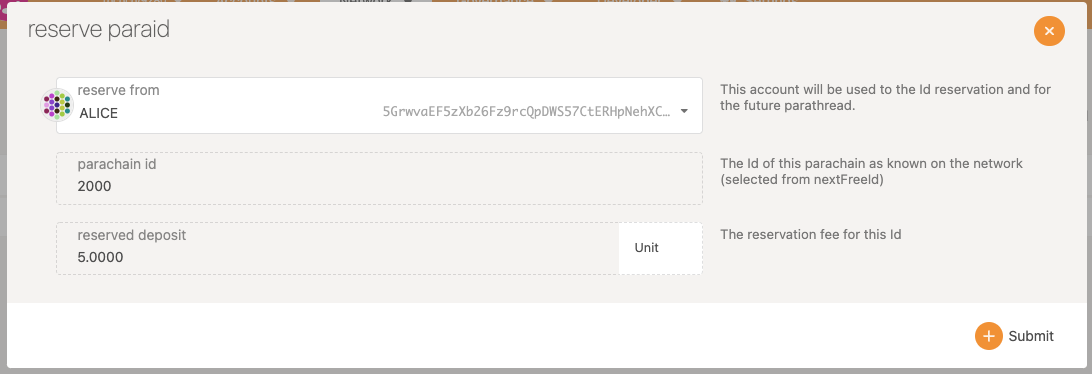 Network
reserve paraid
reserve from
ALICE
5GrwvaEF5zXb26Fz9rcQpDWS57CtERHpNehXC…
This account will be used to the Id reservation and for
the future parathread.
parachain id
2000
The Id of this parachain as known on the network
(selected from nextFreeId)
reserved deposit
5.0000
Unit
The reservation fee for this Id
Submit